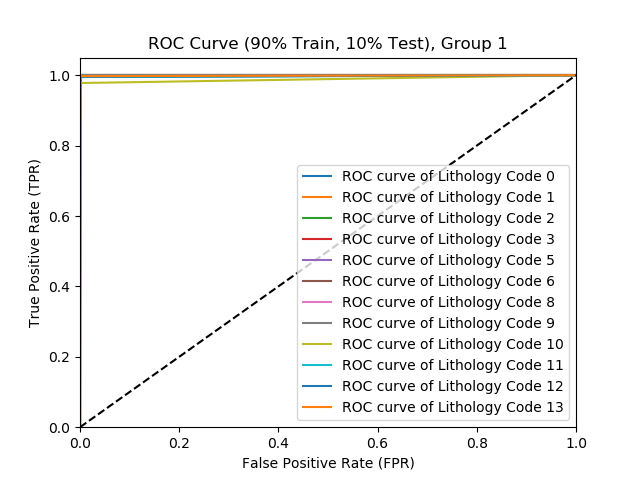 ROC Curve (90% Train, 10% Test), Group 1
1.0
0.8
0.6
0.4
0.2
0.0
True Positive Rate (TPR)
ROC curve of Lithology Code 0
ROC curve of Lithology Code 1
ROC curve of Lithology Code 2
ROC curve of Lithology Code 3
ROC curve of Lithology Code 5
ROC curve of Lithology Code 6
ROC curve of Lithology Code 8
ROC curve of Lithology Code 9
ROC curve of Lithology Code 10
ROC curve of Lithology Code 11
ROC curve of Lithology Code 12
ROC curve of Lithology Code 13
0.0 0.2 0.4 0.6 0.8 1.0
False Positive Rate (FPR)